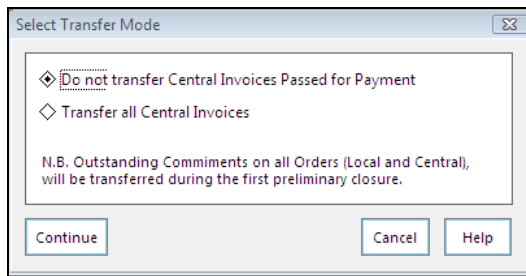 Select Transfer Mode
Do not transfer Central Invoices Passed for Payment
Transfer all Central Invoices
N.B. Outstanding Commiments on all Orders (Local and Central),
will be transferred during the first preliminary closure.
Continue Cancel Help